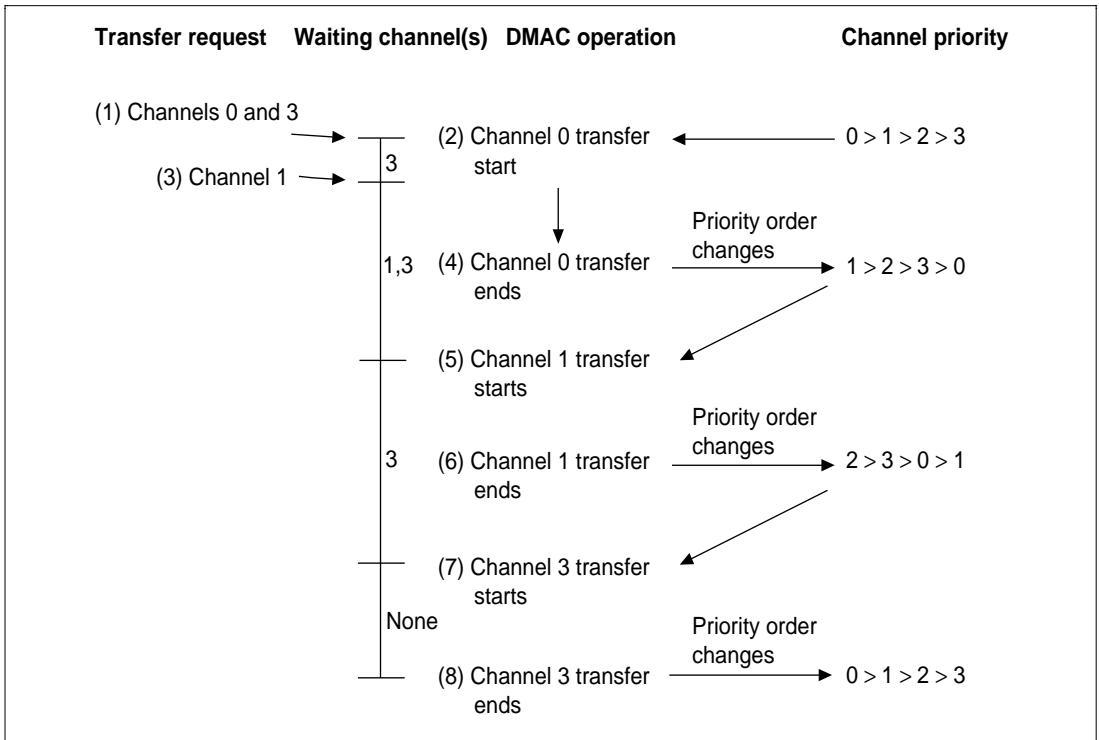 Transfer request Waiting channel(s) DMAC operation Channel priority
(1) Channels 0 and 3
(2) Channel 0 transfer
start
0 > 1 > 2 > 3
3
(3) Channel 1
Priority order
changes
1,3
(4) Channel 0 transfer
ends
1 > 2 > 3 > 0
(5) Channel 1 transfer
starts
Priority order
changes
3
(6) Channel 1 transfer
ends
2 > 3 > 0 > 1
(7) Channel 3 transfer
starts
None
Priority order
changes
(8) Channel 3 transfer
ends
0 > 1 > 2 > 3